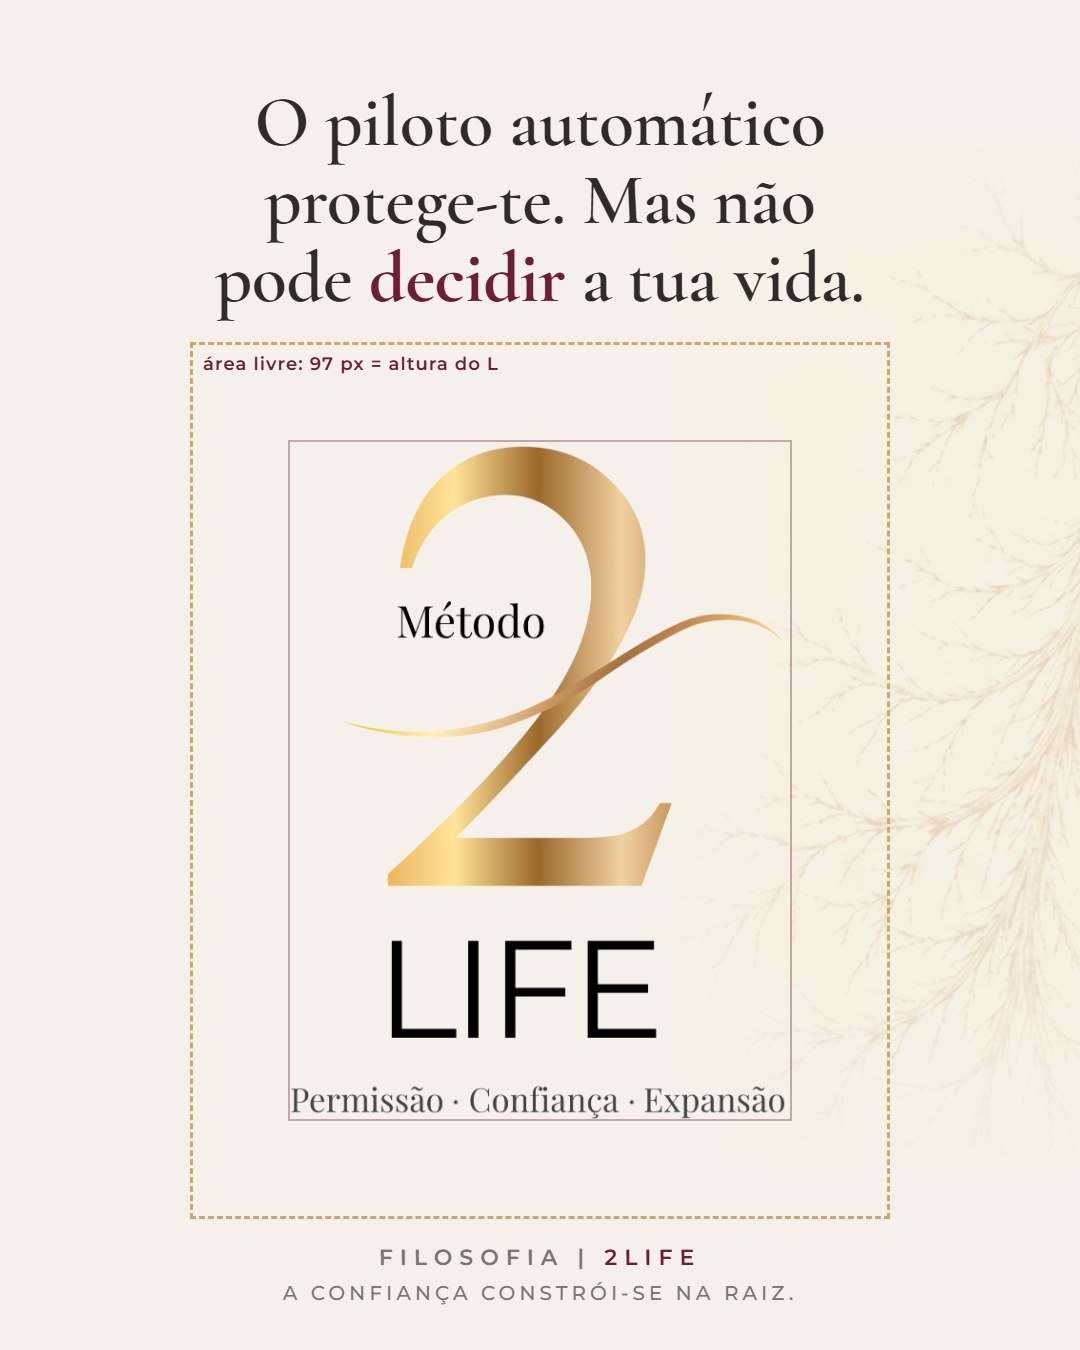 O piloto automático
protege-te. Mas não
pode decidir a tua vida.
área livre: 97 px = altura do L
2
Método
LIFE
Permissão · Confiança · Expansão
FILOSOFIA | 2LIFE
A CONFIANÇA CONSTRÓI-SE NA RAIZ.